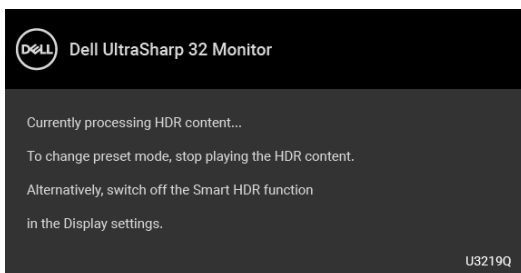 DELL
Dell UltraSharp 32 Monitor
Currently processing HDR content...
To change preset mode, stop playing the HDR content.
Alternatively, switch off the Smart HDR function
in the Display settings.
U3219Q